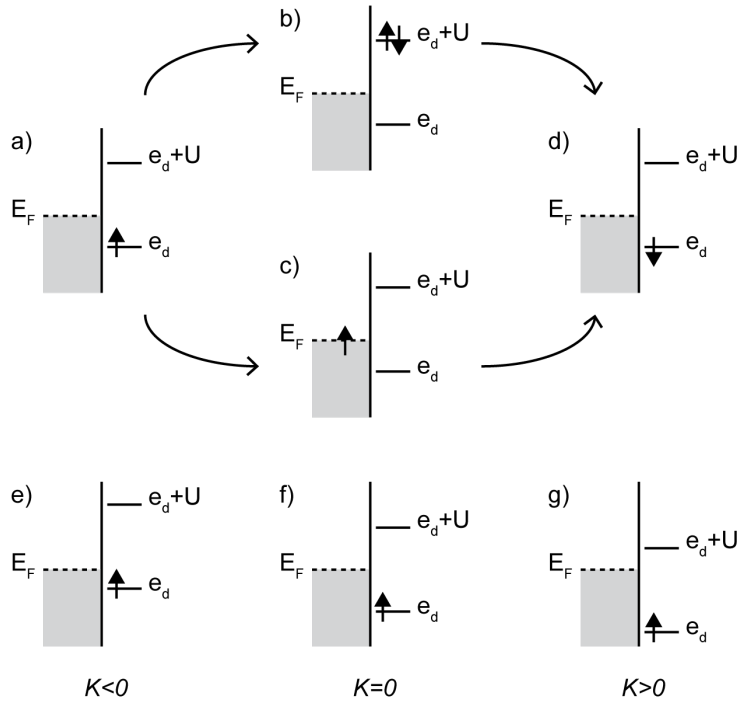 a)
e_d+U
E_F
e_d
b)
e_d+U
E_F
e_d
c)
e_d+U
E_F
e_d
d)
e_d+U
E_F
e_d
e)
e_d+U
E_F
e_d
K<0
f)
e_d+U
E_F
e_d
K=0
g)
e_d+U
E_F
e_d
K>0